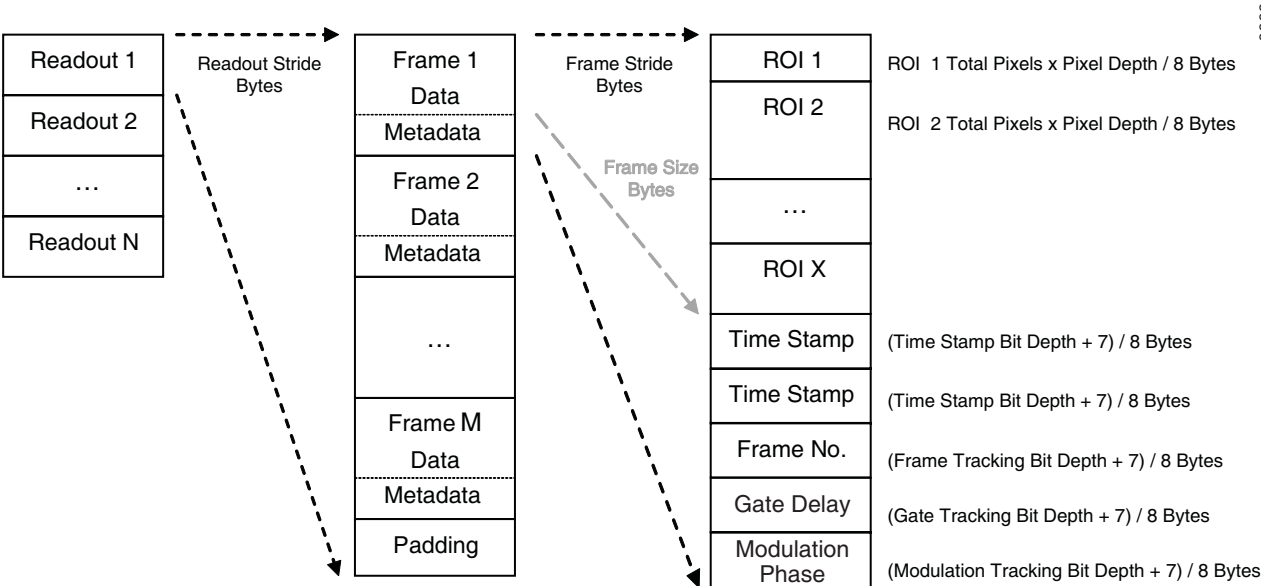 Readout 1
Readout 2
...
Readout N
Readout Stride
Bytes
Frame 1
Data
Metadata
Frame 2
Data
Metadata
...
Frame M
Data
Metadata
Padding
Frame Stride
Bytes
Frame Size
Bytes
ROI 1
ROI 2
...
ROI X
Time Stamp
Time Stamp
Frame No.
Gate Delay
Modulation
Phase
ROI 1 Total Pixels x Pixel Depth / 8 Bytes
ROI 2 Total Pixels x Pixel Depth / 8 Bytes
(Time Stamp Bit Depth + 7) / 8 Bytes
(Time Stamp Bit Depth + 7) / 8 Bytes
(Frame Tracking Bit Depth + 7) / 8 Bytes
(Gate Tracking Bit Depth + 7) / 8 Bytes
(Modulation Tracking Bit Depth + 7) / 8 Bytes